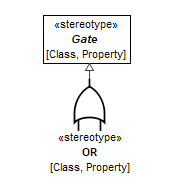 «stereotype»
Gate
[Class, Property]
«stereotype»
OR
[Class, Property]